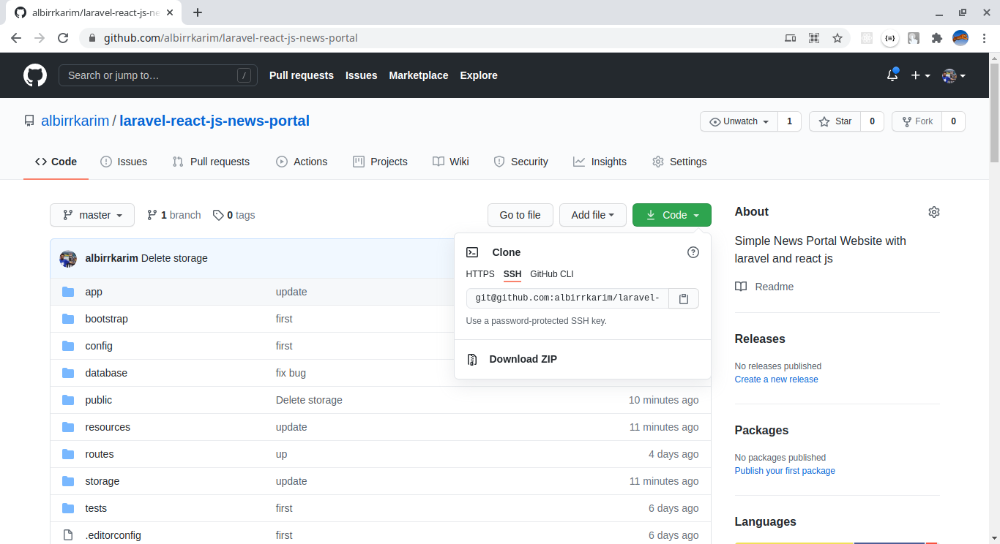 albirrkarim/laravel-react-js-ne
github.com/albirrkarim/laravel-react-js-news-portal
Search or jump to… /
Pull requests Issues Marketplace Explore
albirrkarim / laravel-react-js-news-portal
Unwatch 1 Star 0 Fork 0
Code Issues Pull requests Actions Projects Wiki Security Insights Settings
master 1 branch 0 tags Go to file Add file Code
albirrkarim Delete storage
app update
bootstrap first
config first
database fix bug
public Delete storage 10 minutes ago
resources update 11 minutes ago
routes up 4 days ago
storage update 11 minutes ago
tests first 6 days ago
.editorconfig first 6 days ago
Clone
HTTPS SSH GitHub CLI
git@github.com:albirrkarim/laravel-
Use a password-protected SSH key.
Download ZIP
About
Simple News Portal Website with
laravel and react js
Readme
Releases
No releases published
Create a new release
Packages
No packages published
Publish your first package
Languages